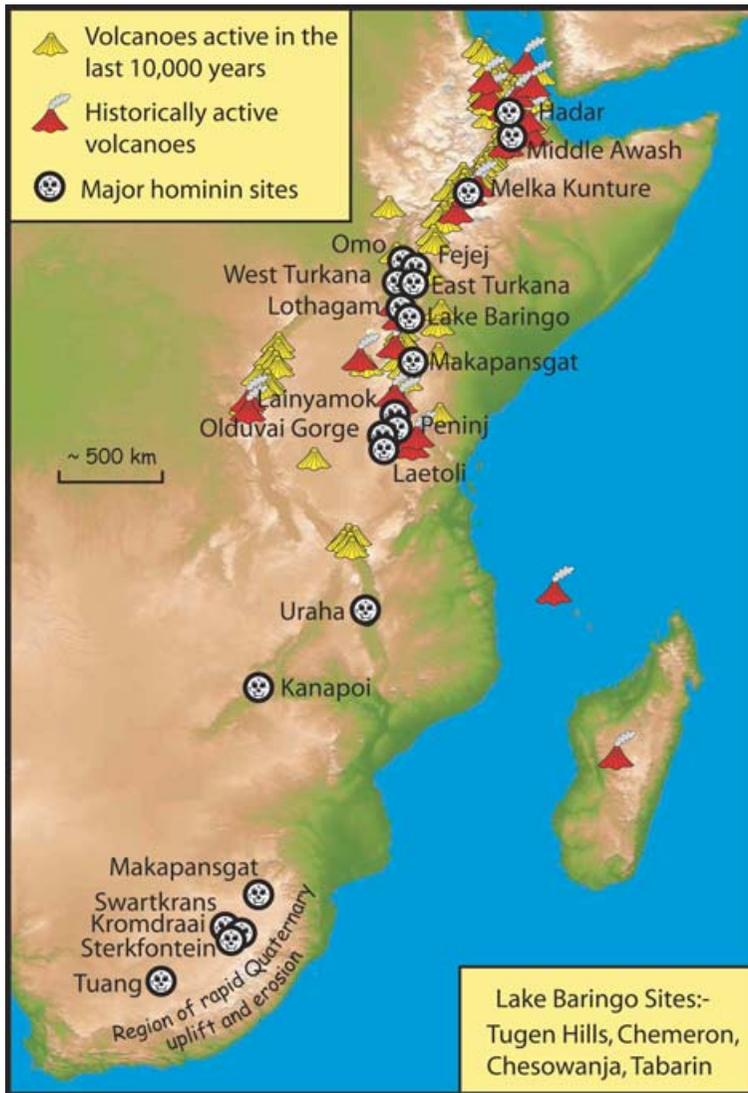 Volcanoes active in the
last 10,000 years
Historically active
volcanoes
Major hominin sites
Hadar
Middle Awash
Melka Kunture
Omo
Fejej
West Turkana
East Turkana
Lothagam
Lake Baringo
Makapansgat
Lainyamok
Olduvai Gorge
Peninj
Laetoli
~ 500 km
Uraha
Kanapoi
Makapansgat
Swartkrans
Kromdraai
Sterkfontein
Tuang
Region of rapid Quaternary
uplift and erosion
Lake Baringo Sites:-
Tugen Hills, Chemeron,
Chesowanja, Tabarin